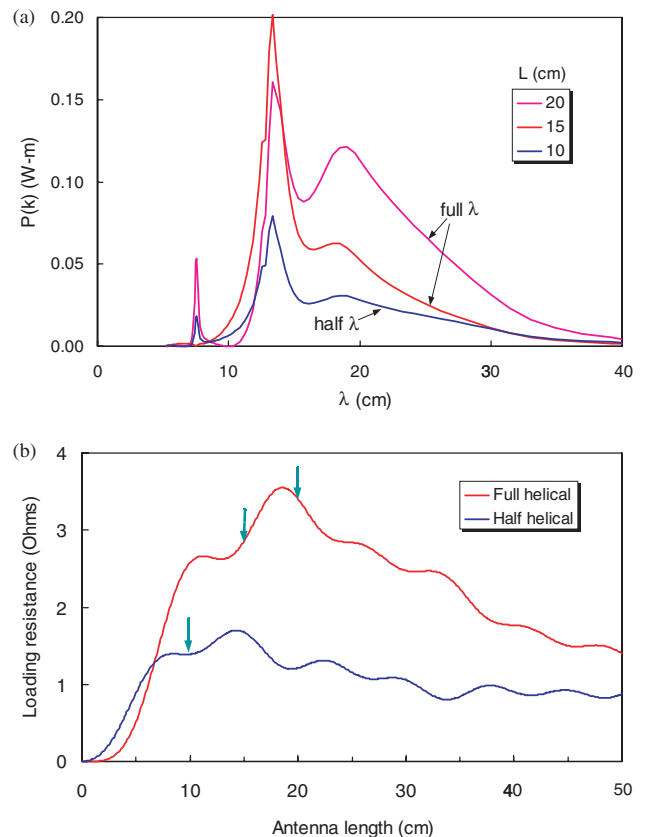 (a)
0.20
0.15
0.10
0.05
0.00
P(k) (W-m)
L (cm)
20
15
10
full λ
half λ
0
10
20
30
40
λ (cm)
(b)
4
3
2
1
0
Loading resistance (Ohms)
Full helical
Half helical
0
10
20
30
40
50
Antenna length (cm)